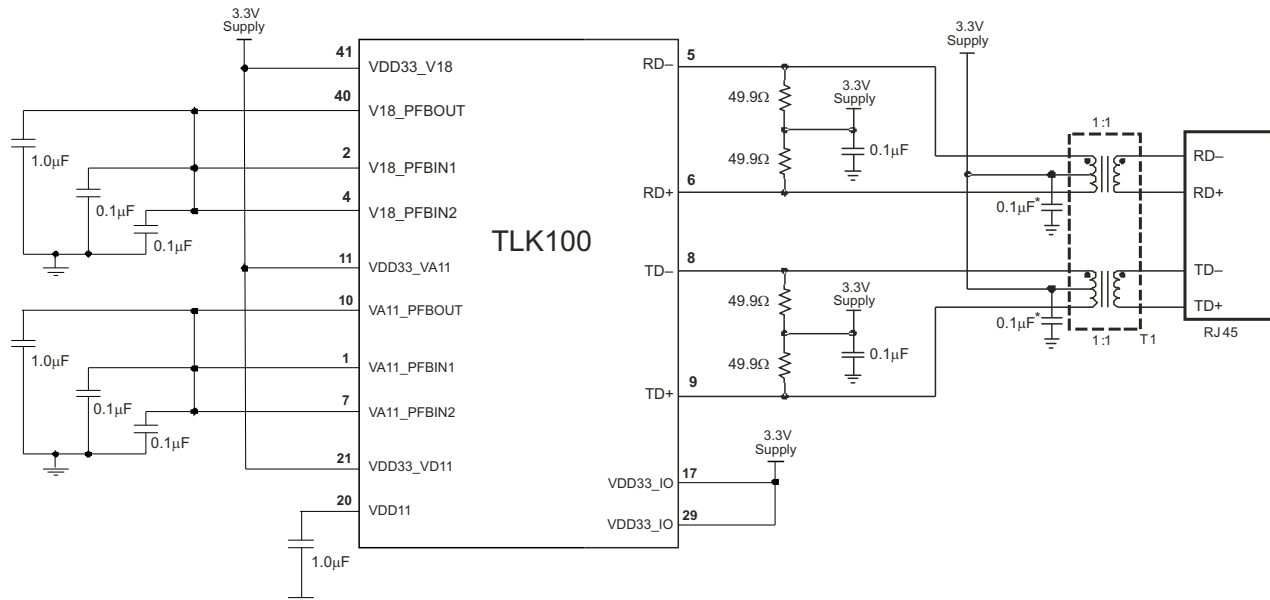 3.3V
Supply
41
VDD33_V18
40
V18_PFBOUT
1.0μF
2
V18_PFBIN1
0.1μF
4
V18_PFBIN2
0.1μF
11
VDD33_VA11
10
VA11_PFBOUT
1.0μF
1
VA11_PFBIN1
0.1μF
7
VA11_PFBIN2
0.1μF
21
VDD33_VD11
20
VDD11
1.0μF
TLK100
5
RD–
49.9Ω
3.3V
Supply
49.9Ω
0.1μF
6
RD+
8
TD–
49.9Ω
3.3V
Supply
49.9Ω
0.1μF
9
TD+
3.3V
Supply
17
VDD33_IO
29
VDD33_IO
3.3V
Supply
1:1
0.1μF*
0.1μF*
1:1
T1
RD–
RD+
TD–
TD+
RJ45